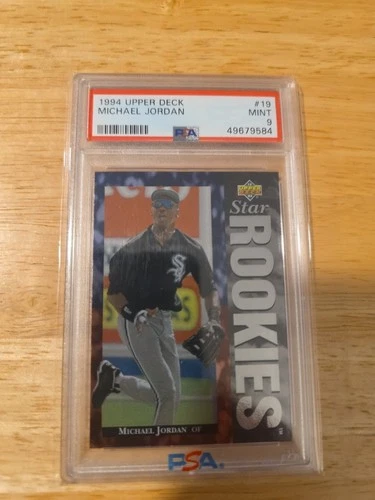 1994 UPPER DECK #19
MICHAEL JORDAN MINT
9
PSA 49679584
UPPER DECK
Star
ROOKIES
TM
Sox
MICHAEL JORDAN OF
PSA.